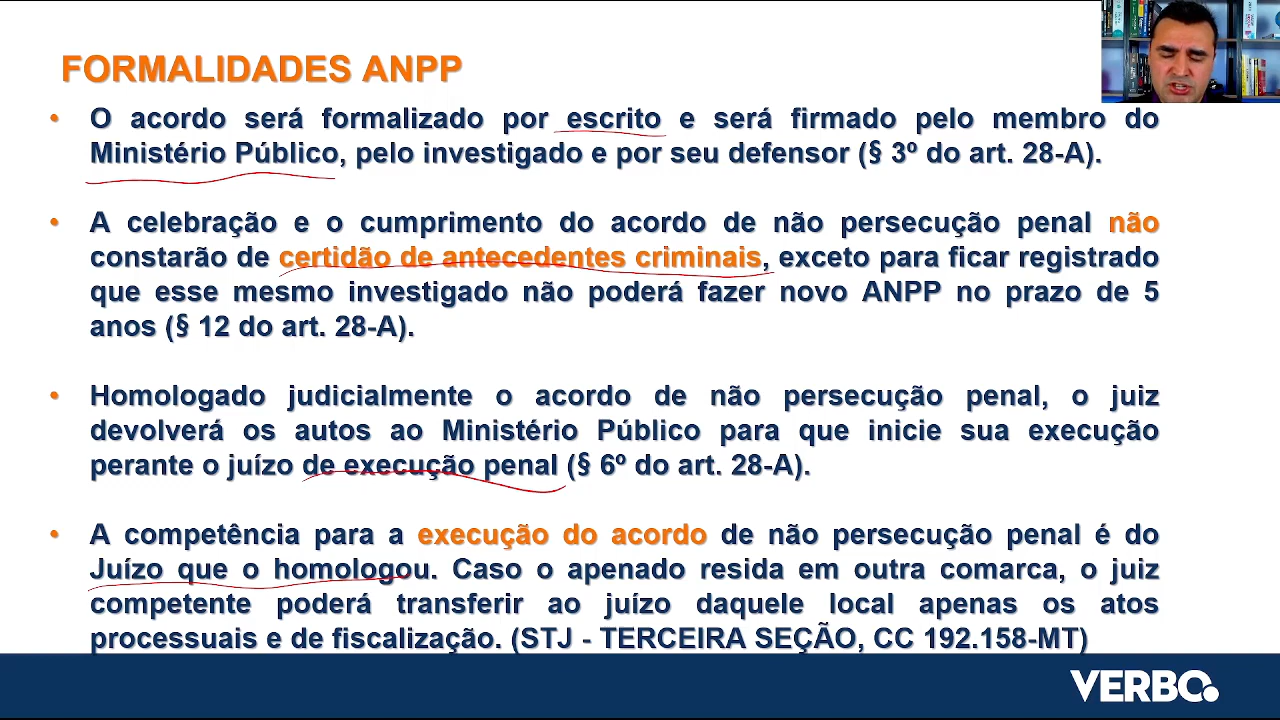 FORMALIDADES ANPP
• O acordo será formalizado por escrito e será firmado pelo membro do
Ministério Público, pelo investigado e por seu defensor (§ 3º do art. 28-A).
• A celebração e o cumprimento do acordo de não persecução penal não
constarão de certidão de antecedentes criminais, exceto para ficar registrado
que esse mesmo investigado não poderá fazer novo ANPP no prazo de 5
anos (§ 12 do art. 28-A).
• Homologado judicialmente o acordo de não persecução penal, o juiz
devolverá os autos ao Ministério Público para que inicie sua execução
perante o juízo de execução penal (§ 6º do art. 28-A).
• A competência para a execução do acordo de não persecução penal é do
Juízo que o homologou. Caso o apenado resida em outra comarca, o juiz
competente poderá transferir ao juízo daquele local apenas os atos
processuais e de fiscalização. (STJ - TERCEIRA SEÇÃO, CC 192.158-MT)
VERBO